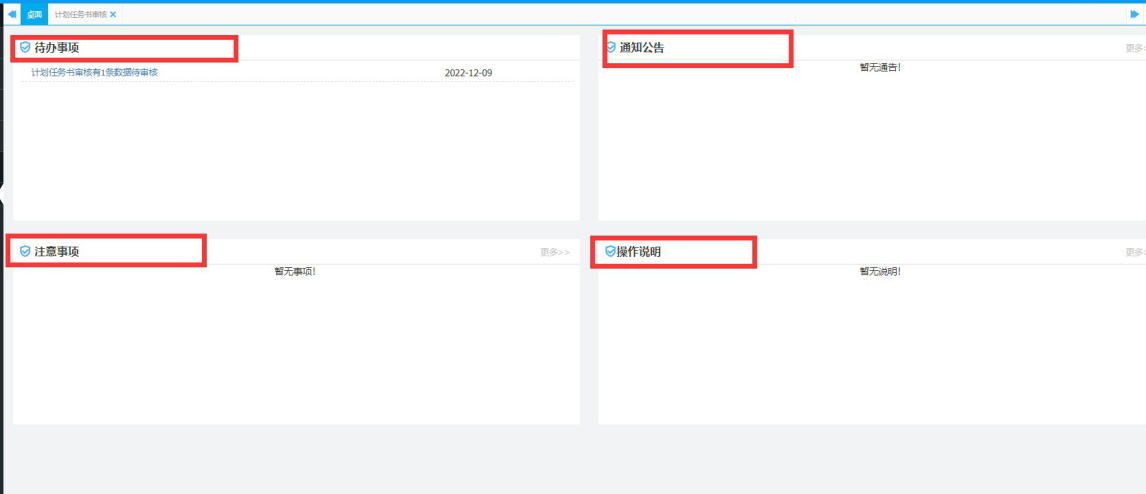 桌面 计划任务书审核
待办事项
计划任务书审核有1条数据待审核 2022-12-09
通知公告 更多>
暂无通告!
注意事项 更多>>
暂无事项!
操作说明 更多>
暂无说明!